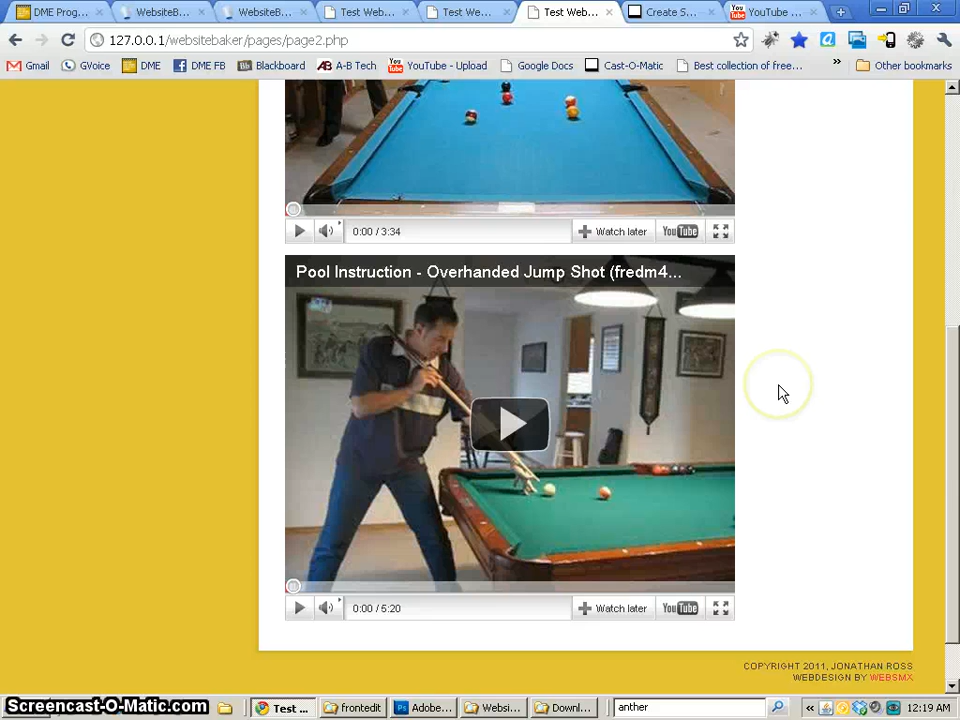 DME Program...
WebsiteB...
WebsiteB...
Test Web...
Test We...
Test Web...
Create S...
YouTube ...
127.0.0.1/websitebaker/pages/page2.php
Gmail
GVoice
DME
DME FB
Blackboard
A-B Tech
YouTube - Upload
Google Docs
Cast-O-Matic
Best collection of free...
»
Other bookmarks
0:00 / 3:34
Watch later
YouTube
Pool Instruction - Overhanded Jump Shot (fredm4...
0:00 / 5:20
Watch later
YouTube
COPYRIGHT 2011, JONATHAN ROSS
WEBDESIGN BY WEBSMX
Screencast-O-Matic.com
Test ...
frontedit
Adobe...
Websi...
Downl...
anther
«
12:19 AM